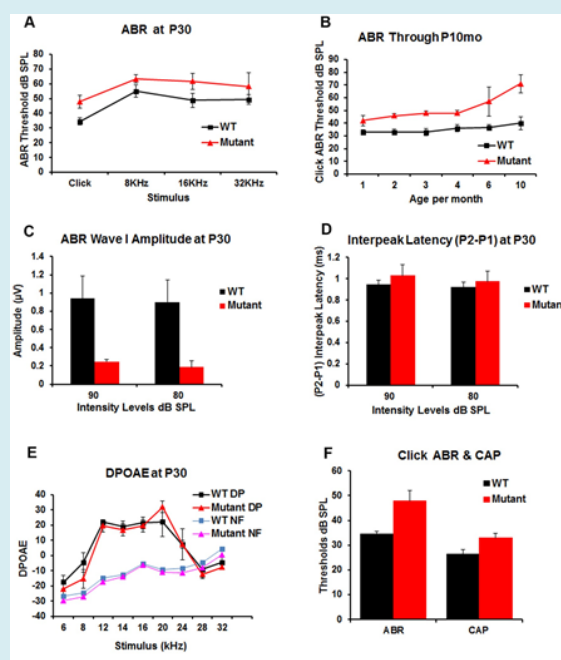 A
ABR at P30
ABR Threshold dB SPL
80
70
60
50
40
30
20
10
0
WT
Mutant
Click
8KHz
16KHz
32KHz
Stimulus
B
ABR Through P10mo
Click ABR Threshold dB SPL
90
80
70
60
50
40
30
20
10
0
WT
Mutant
1
2
3
4
6
10
Age per month
C
ABR Wave I Amplitude at P30
Amplitude (µV)
1.4
1.2
1
0.8
0.6
0.4
0.2
0
WT
Mutant
90
80
Intensity Levels dB SPL
D
Interpeak Latency (P2-P1) at P30
(P2-P1) Interpeak Latency (ms)
1.2
1
0.8
0.6
0.4
0.2
0
WT
Mutant
90
80
Intensity Levels dB SPL
E
DPOAE at P30
DPOAE
40
30
20
10
0
-10
-20
-30
-40
WT DP
Mutant DP
WT NF
Mutant NF
6
8
12
14
16
20
24
28
32
Stimulus (kHz)
F
Click ABR & CAP
Thresholds dB SPL
60
50
40
30
20
10
0
WT
Mutant
ABR
CAP